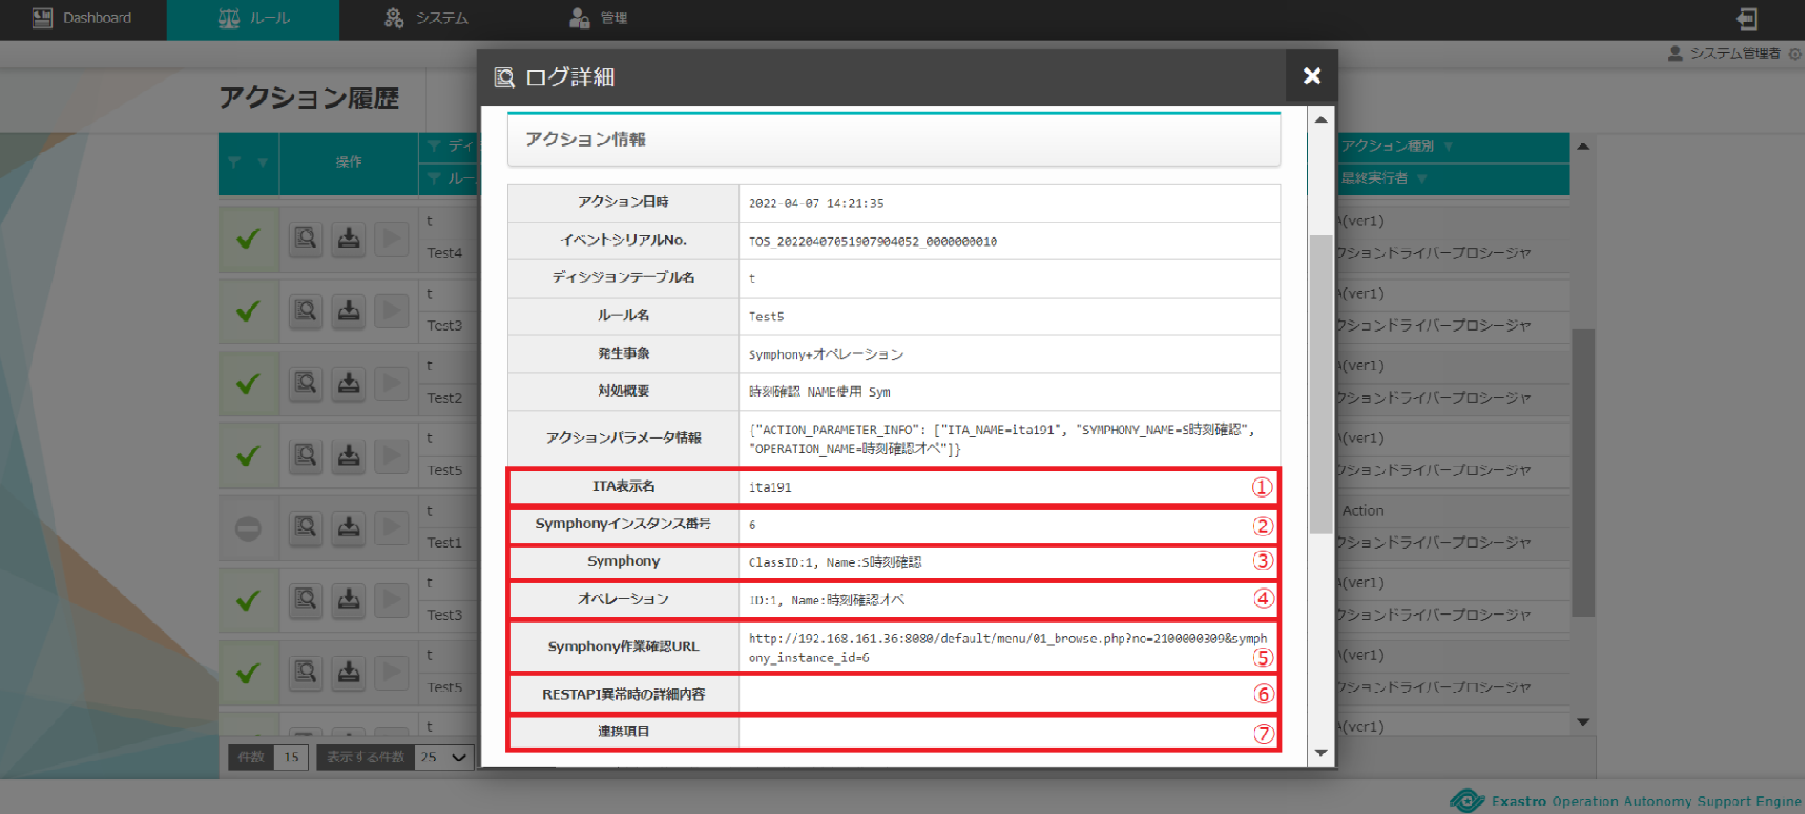 Dashboard
ルール
システム
管理
システム管理者
アクション履歴
操作
ディ
ルー
アクション種別
最終実行者
t
Test4
A(ver1)
クションドライバープロシージャ
t
Test3
A(ver1)
クションドライバープロシージャ
t
Test2
A(ver1)
クションドライバープロシージャ
t
Test5
A(ver1)
クションドライバープロシージャ
t
Test1
Action
クションドライバープロシージャ
t
Test3
A(ver1)
クションドライバープロシージャ
t
Test5
A(ver1)
クションドライバープロシージャ
t
A(ver1)
件数 15 表示する件数 25
ログ詳細
アクション情報
アクション日時 2022-04-07 14:21:35
イベントシリアルNo. TOS_20220407051907904052_0000000010
ディシジョンテーブル名 t
ルール名 Test5
発生事象 Symphony+オペレーション
対処概要 時刻確認 NAME使用 Sym
アクションパラメータ情報 {"ACTION_PARAMETER_INFO": ["ITA_NAME=ita191", "SYMPHONY_NAME=S時刻確認",
"OPERATION_NAME=時刻確認オペ"]}
ITA表示名 ita191 ①
Symphonyインスタンス番号 6 ②
Symphony ClassID:1, Name:S時刻確認 ③
オペレーション ID:1, Name:時刻確認オペ ④
Symphony作業確認URL http://192.168.161.36:8080/default/menu/01_browse.php?no=2100000309&symph
ony_instance_id=6 ⑤
RESTAPI異常時の詳細内容 ⑥
連携項目 ⑦
Exastro Operation Autonomy Support Engine